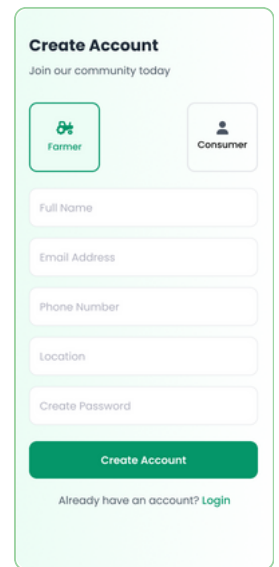 Create Account
Join our community today
Farmer
Consumer
Full Name
Email Address
Phone Number
Location
Create Password
Create Account
Already have an account? Login